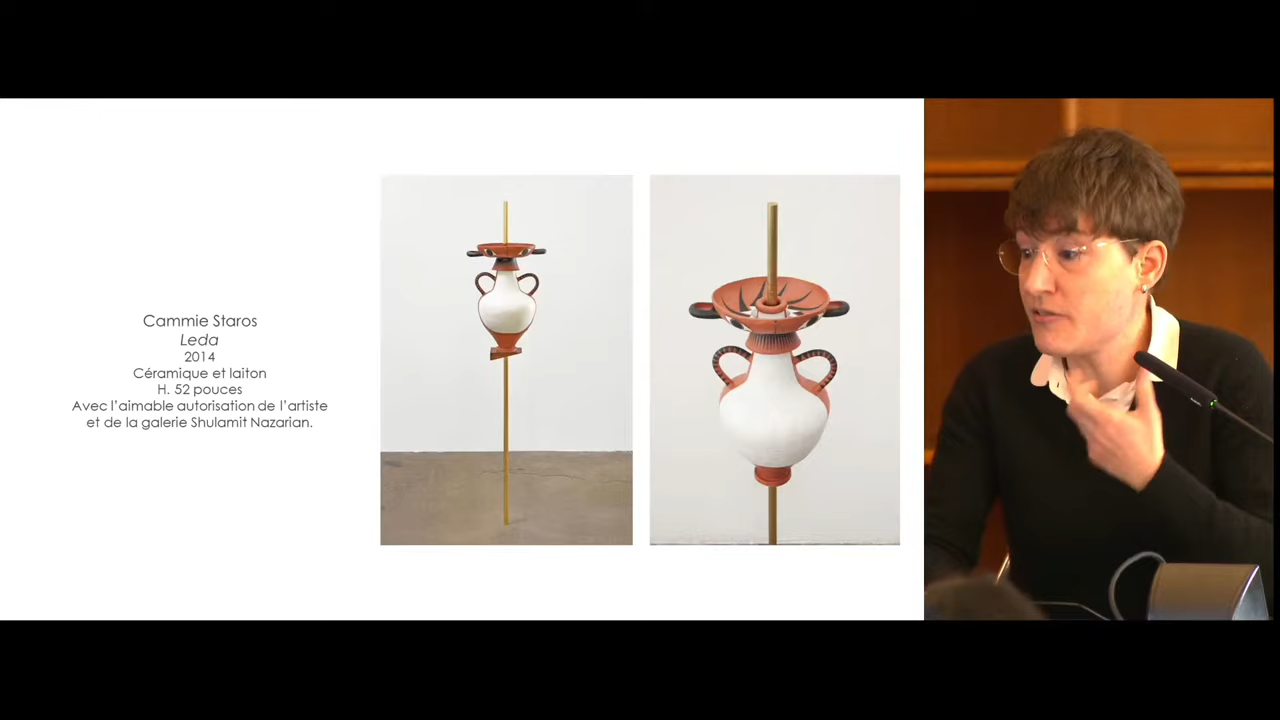 Cammie Staros
Leda
2014
Céramique et laiton
H. 52 pouces
Avec l’aimable autorisation de l’artiste
et de la galerie Shulamit Nazarian.